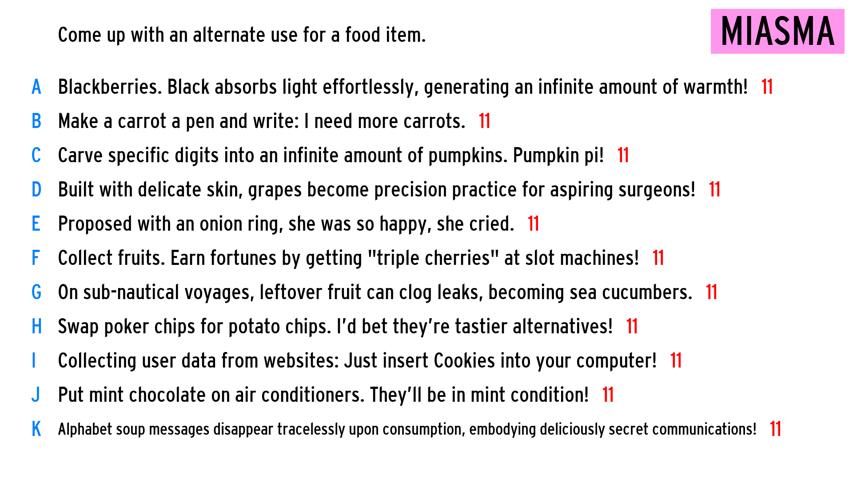 Come up with an alternate use for a food item.
MIASMA
A Blackberries. Black absorbs light effortlessly, generating an infinite amount of warmth! 11
B Make a carrot a pen and write: I need more carrots. 11
C Carve specific digits into an infinite amount of pumpkins. Pumpkin pi! 11
D Built with delicate skin, grapes become precision practice for aspiring surgeons! 11
E Proposed with an onion ring, she was so happy, she cried. 11
F Collect fruits. Earn fortunes by getting "triple cherries" at slot machines! 11
G On sub-nautical voyages, leftover fruit can clog leaks, becoming sea cucumbers. 11
H Swap poker chips for potato chips. I'd bet they're tastier alternatives! 11
I Collecting user data from websites: Just insert Cookies into your computer! 11
J Put mint chocolate on air conditioners. They'll be in mint condition! 11
K Alphabet soup messages disappear tracelessly upon consumption, embodying deliciously secret communications! 11